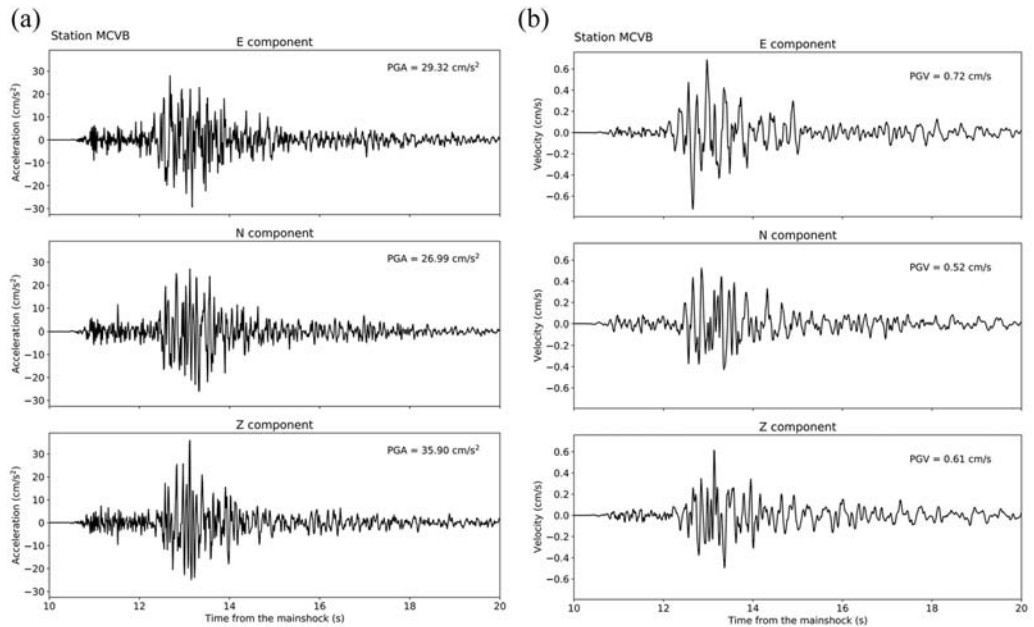 (a)
Station MCVB
E component
PGA = 29.32 cm/s²
Acceleration (cm/s²)
30
20
10
0
−10
−20
−30
N component
PGA = 26.99 cm/s²
Acceleration (cm/s²)
30
20
10
0
−10
−20
−30
Z component
PGA = 35.90 cm/s²
Acceleration (cm/s²)
30
20
10
0
−10
−20
−30
10 12 14 16 18 20
Time from the mainshock (s)
(b)
Station MCVB
E component
PGV = 0.72 cm/s
Velocity (cm/s)
0.6
0.4
0.2
0.0
−0.2
−0.4
−0.6
N component
PGV = 0.52 cm/s
Velocity (cm/s)
0.6
0.4
0.2
0.0
−0.2
−0.4
−0.6
Z component
PGV = 0.61 cm/s
Velocity (cm/s)
0.6
0.4
0.2
0.0
−0.2
−0.4
−0.6
10 12 14 16 18 20
Time from the mainshock (s)